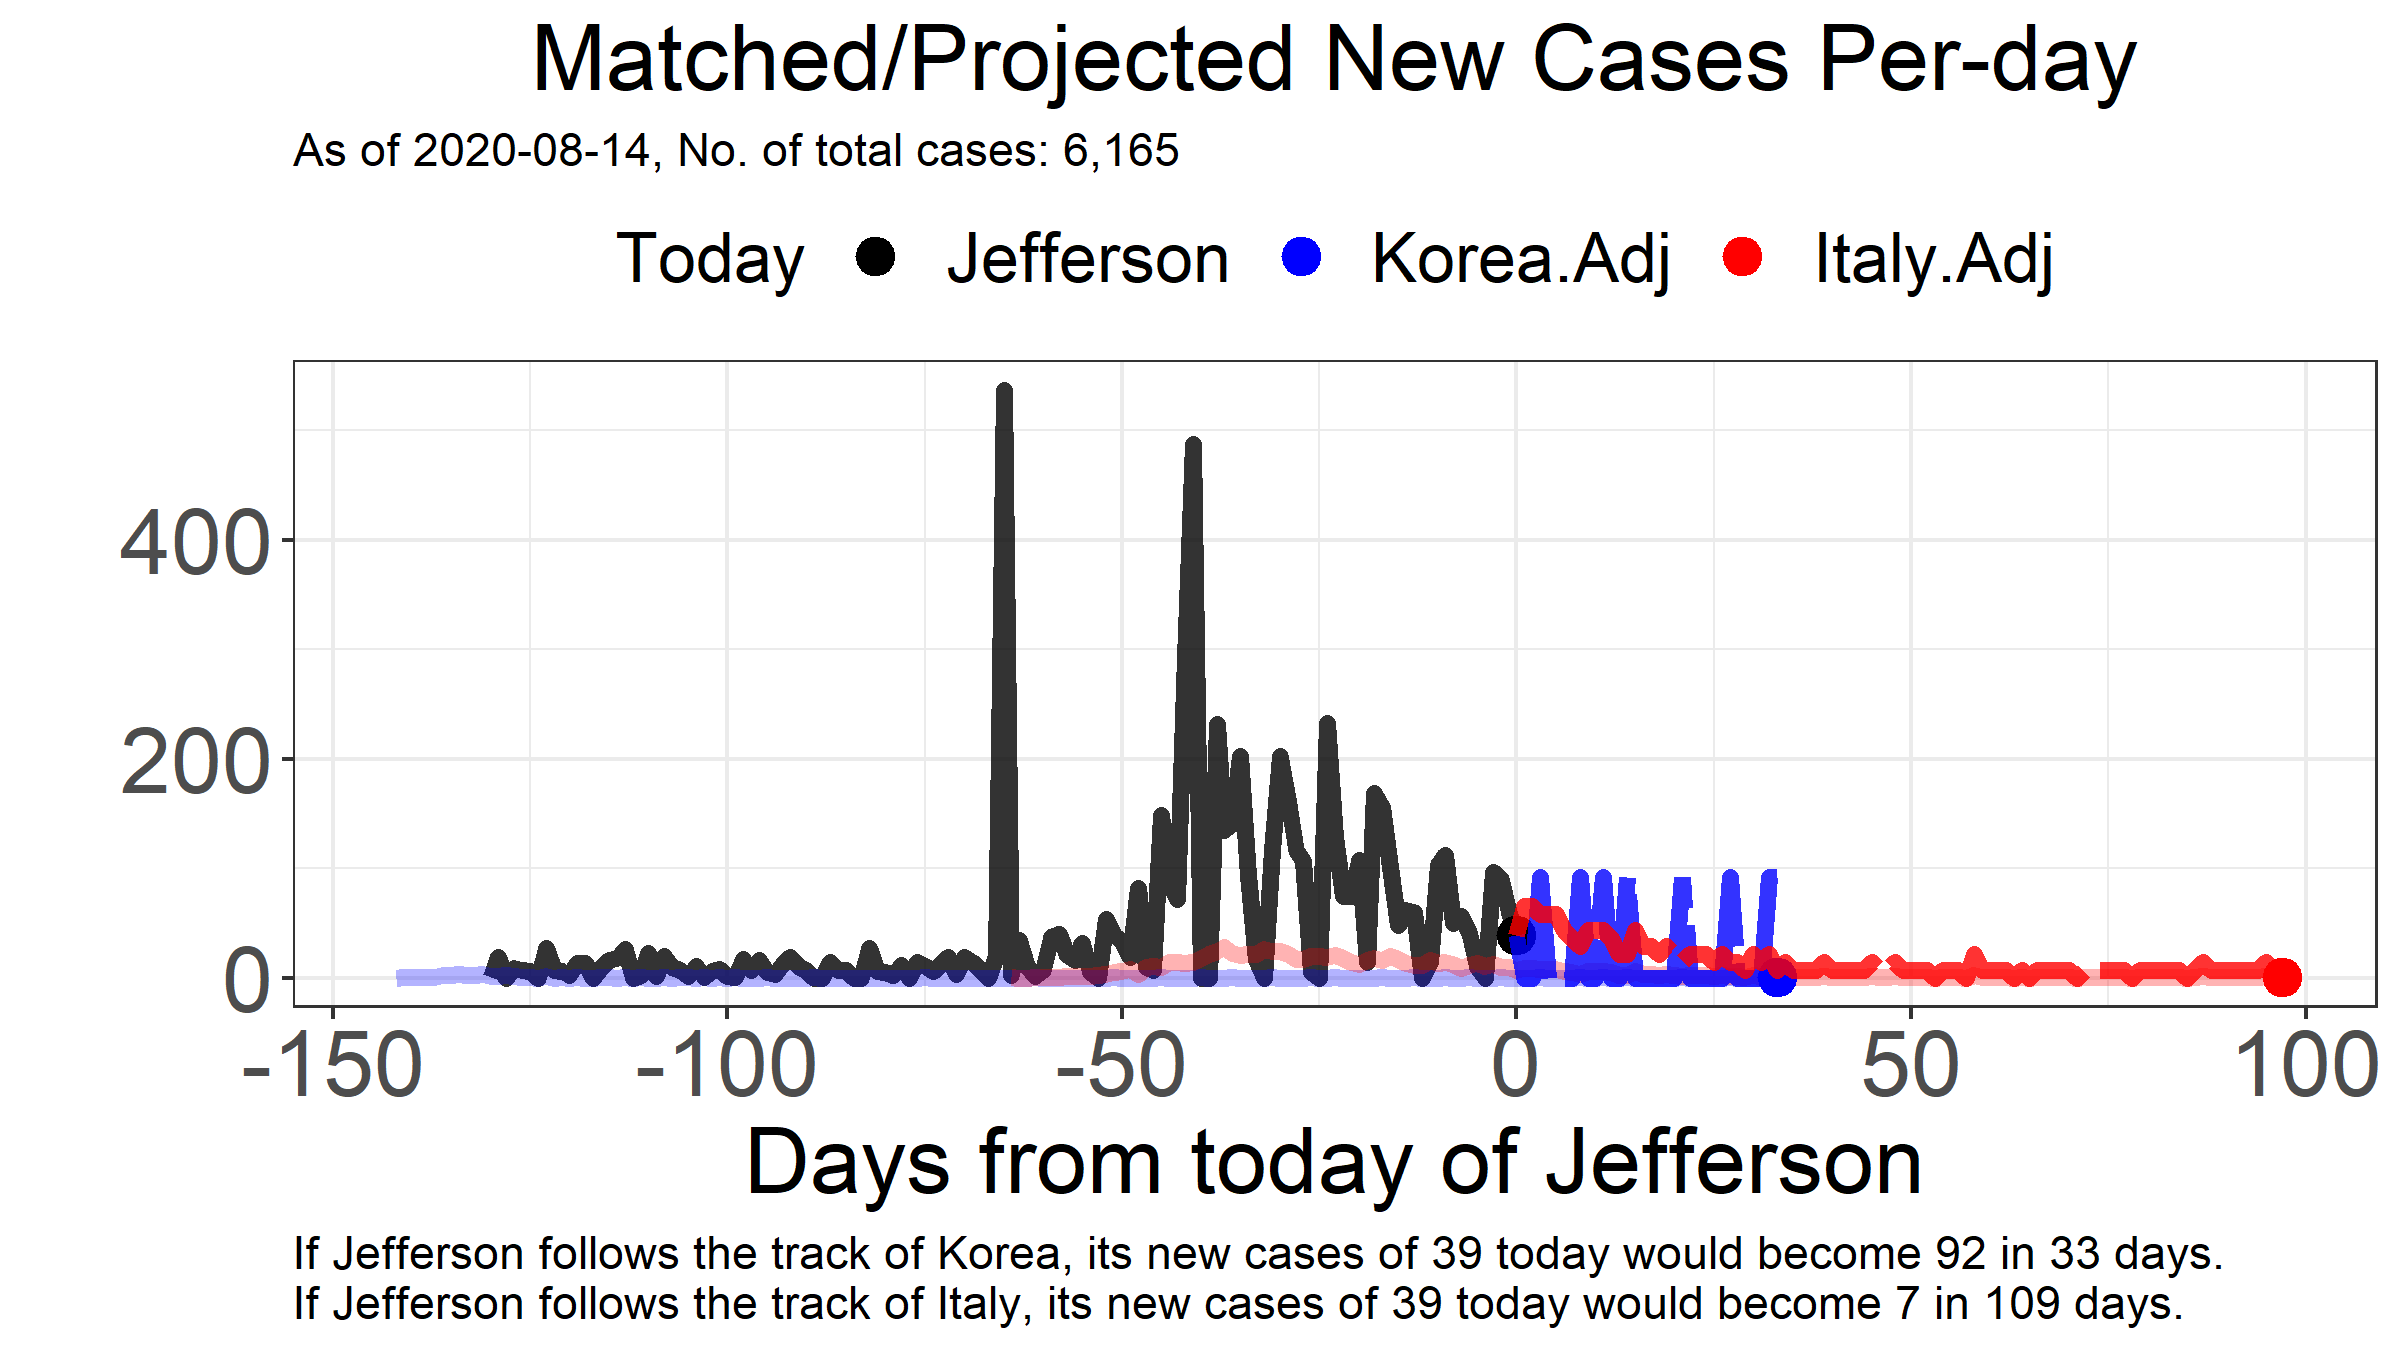 Matched/Projected New Cases Per-day
As of 2020-08-14, No. of total cases: 6,165
Today Jefferson Korea.Adj Italy.Adj
400
200
0
-150 -100 -50 0 50 100
Days from today of Jefferson
If Jefferson follows the track of Korea, its new cases of 39 today would become 92 in 33 days.
If Jefferson follows the track of Italy, its new cases of 39 today would become 7 in 109 days.